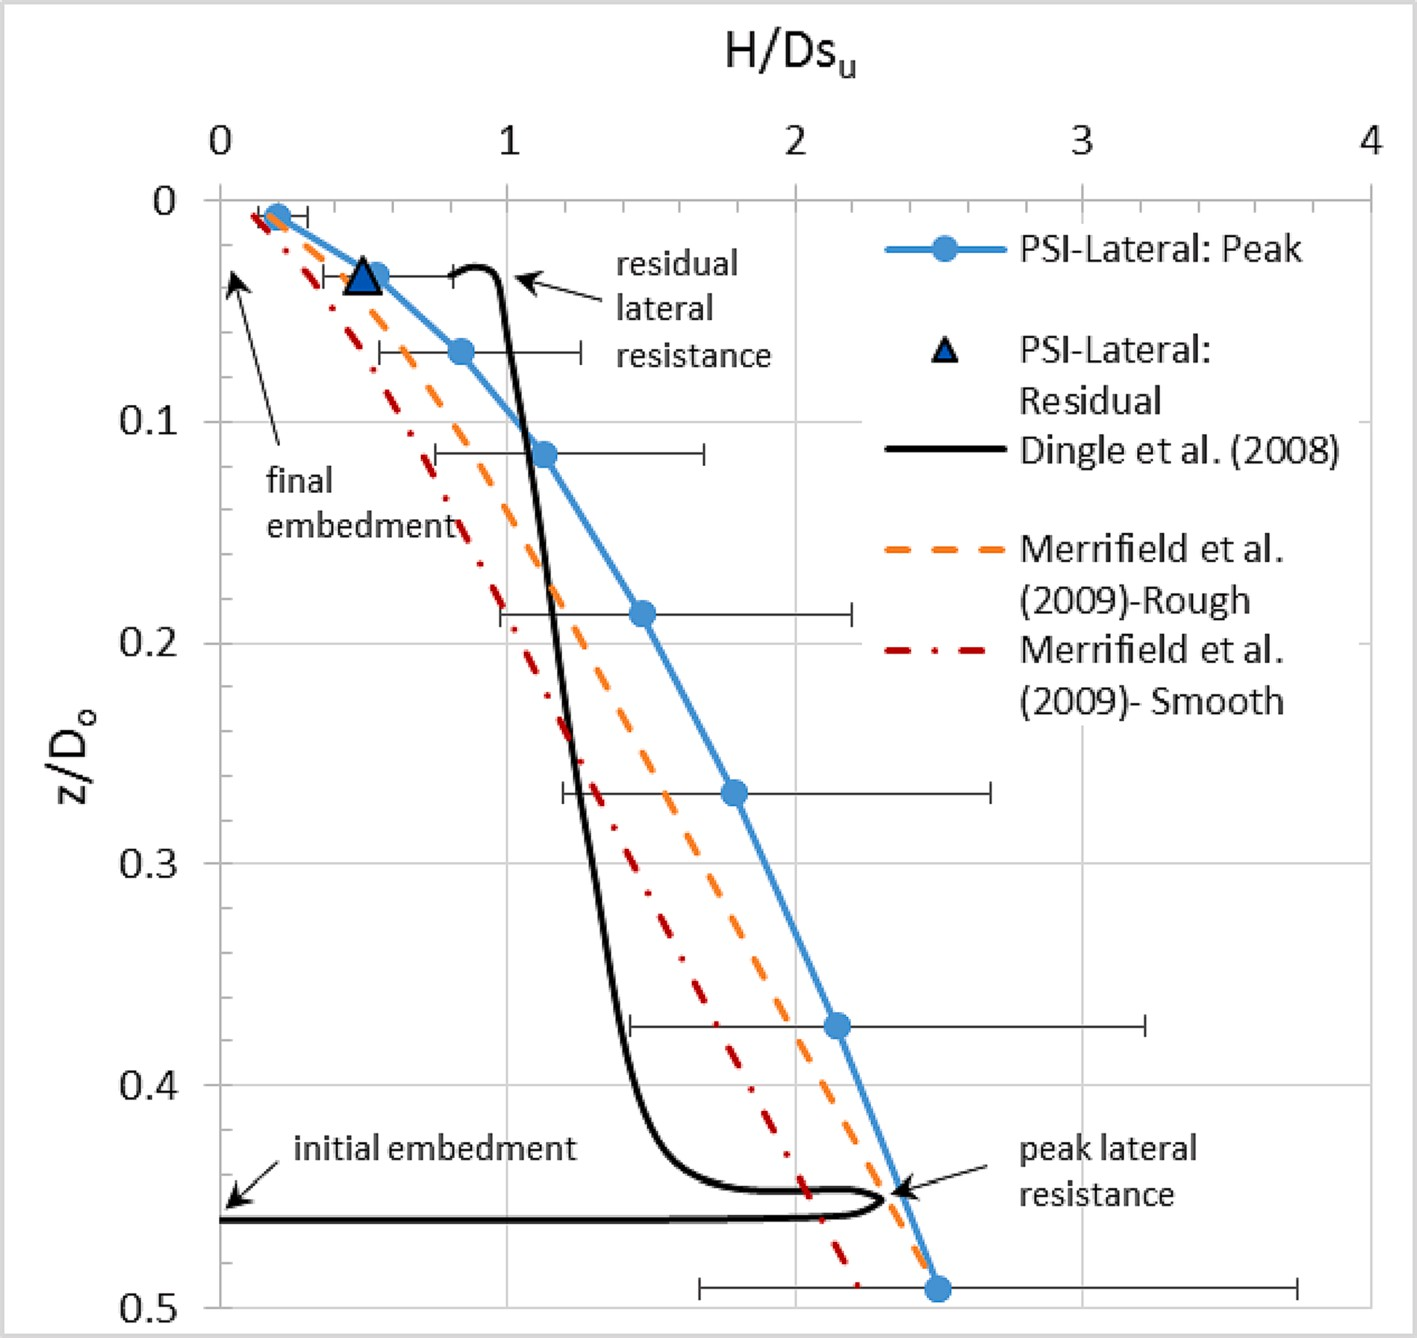 H/Dsu
0 1 2 3 4
0
0.1
0.2
0.3
0.4
0.5
z/Do
residual
lateral
resistance
final
embedment
initial embedment
peak lateral
resistance
PSI-Lateral: Peak
PSI-Lateral:
Residual
Dingle et al. (2008)
Merrifield et al.
(2009)-Rough
Merrifield et al.
(2009)- Smooth